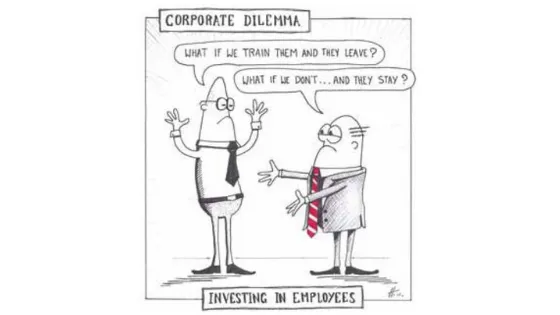 CORPORATE DILEMMA
WHAT IF WE TRAIN THEM AND THEY LEAVE?
WHAT IF WE DON'T...AND THEY STAY?
INVESTING IN EMPLOYEES